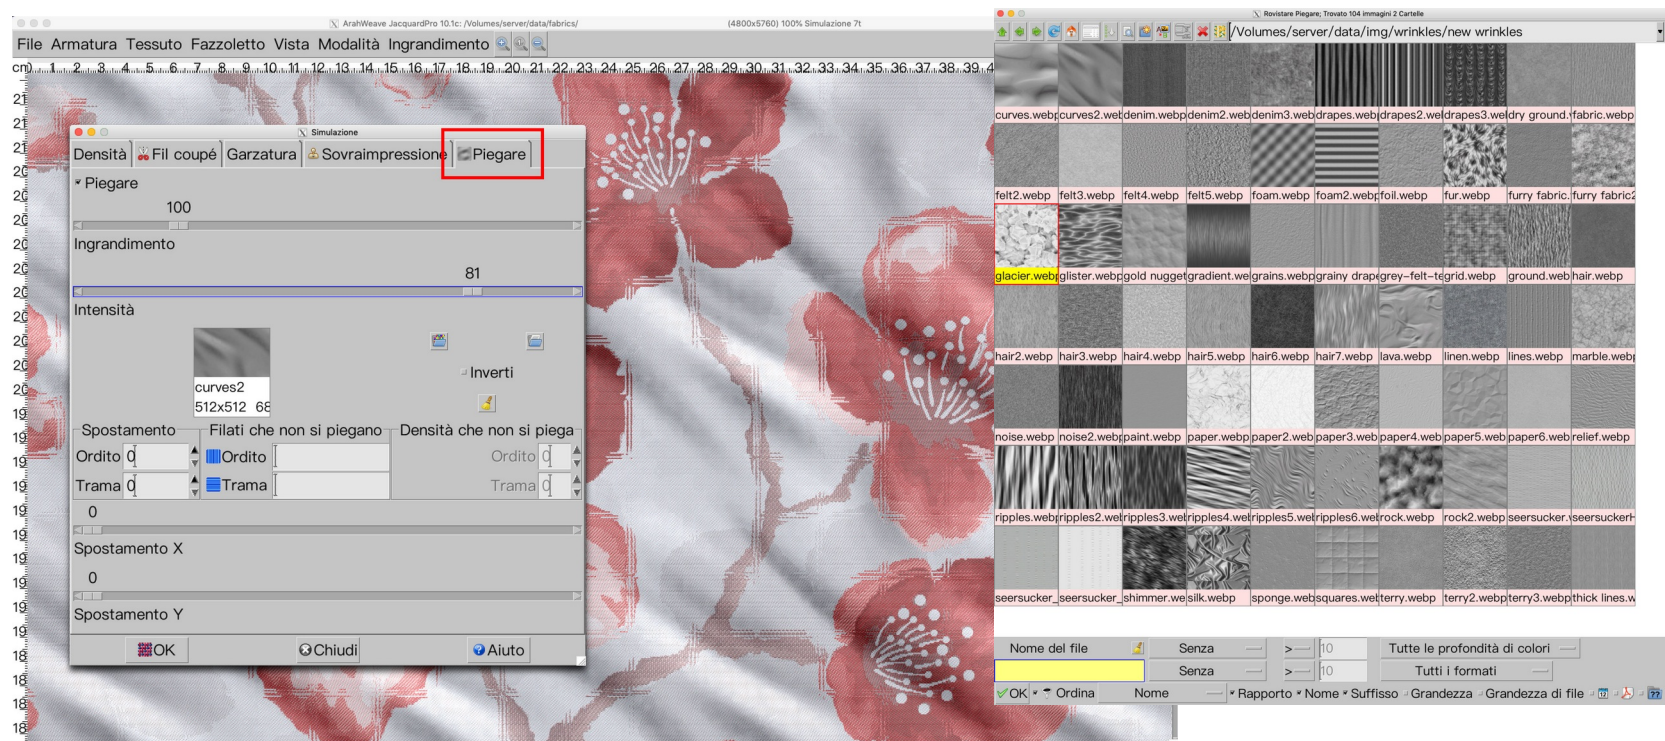 ArahWeave JacquardPro 10.1c: /Volumes/server/data/fabrics/ (4800x5760) 100% Simulazione 7t
File Armatura Tessuto Fazzoletto Vista Modalità Ingrandimento
1 2 3 4 5 6 7 8 9 10 11 12 13 14 15 16 17 18 19 20 21 22 23 24 25 26 27 28 29 30 31 32 33 34 35 36 37 38 39 4
Simulazione
Densità Fil coupé Garzatura Sovraimpressione Piegare
Piegare
100
Ingrandimento
81
Intensità
curves2
512x512 68
Inverti
Spostamento Filati che non si piegano Densità che non si piega
Ordito 0 Ordito Ordito 0
Trama 0 Trama Trama 0
0
Spostamento X
0
Spostamento Y
OK Chiudi Aiuto
Rovistare Piegare; Trovato 104 immagini 2 Cartelle
/Volumes/server/data/img/wrinkles/new wrinkles
curves.webp curves2.web denim.webp denim2.web denim3.web drapes.web drapes2.we drapes3.we dry ground. fabric.webp
felt2.webp felt3.webp felt4.webp felt5.webp foam.webp foam2.webp foil.webp fur.webp furry fabric. furry fabric2
glacier.webp glister.webp gold nugget gradient.we grains.webp grainy drape grey-felt-te grid.webp ground.web hair.webp
hair2.webp hair3.webp hair4.webp hair5.webp hair6.webp hair7.webp lava.webp linen.webp lines.webp marble.webp
noise.webp noise2.webp paint.webp paper.webp paper2.web paper3.web paper4.web paper5.web paper6.web relief.webp
ripples.webp ripples2.we ripples3.we ripples4.we ripples5.we ripples6.we rock.webp rock2.webp seersucker. seersuckerH
seersucker_ seersucker_ shimmer.we silk.webp sponge.web squares.web terry.webp terry2.webp terry3.webp thick lines.w
Nome del file Senza > 10 Tutte le profondità di colori
Senza > 10 Tutti i formati
OK Ordina Nome Rapporto Nome Suffisso Grandezza Grandezza di file